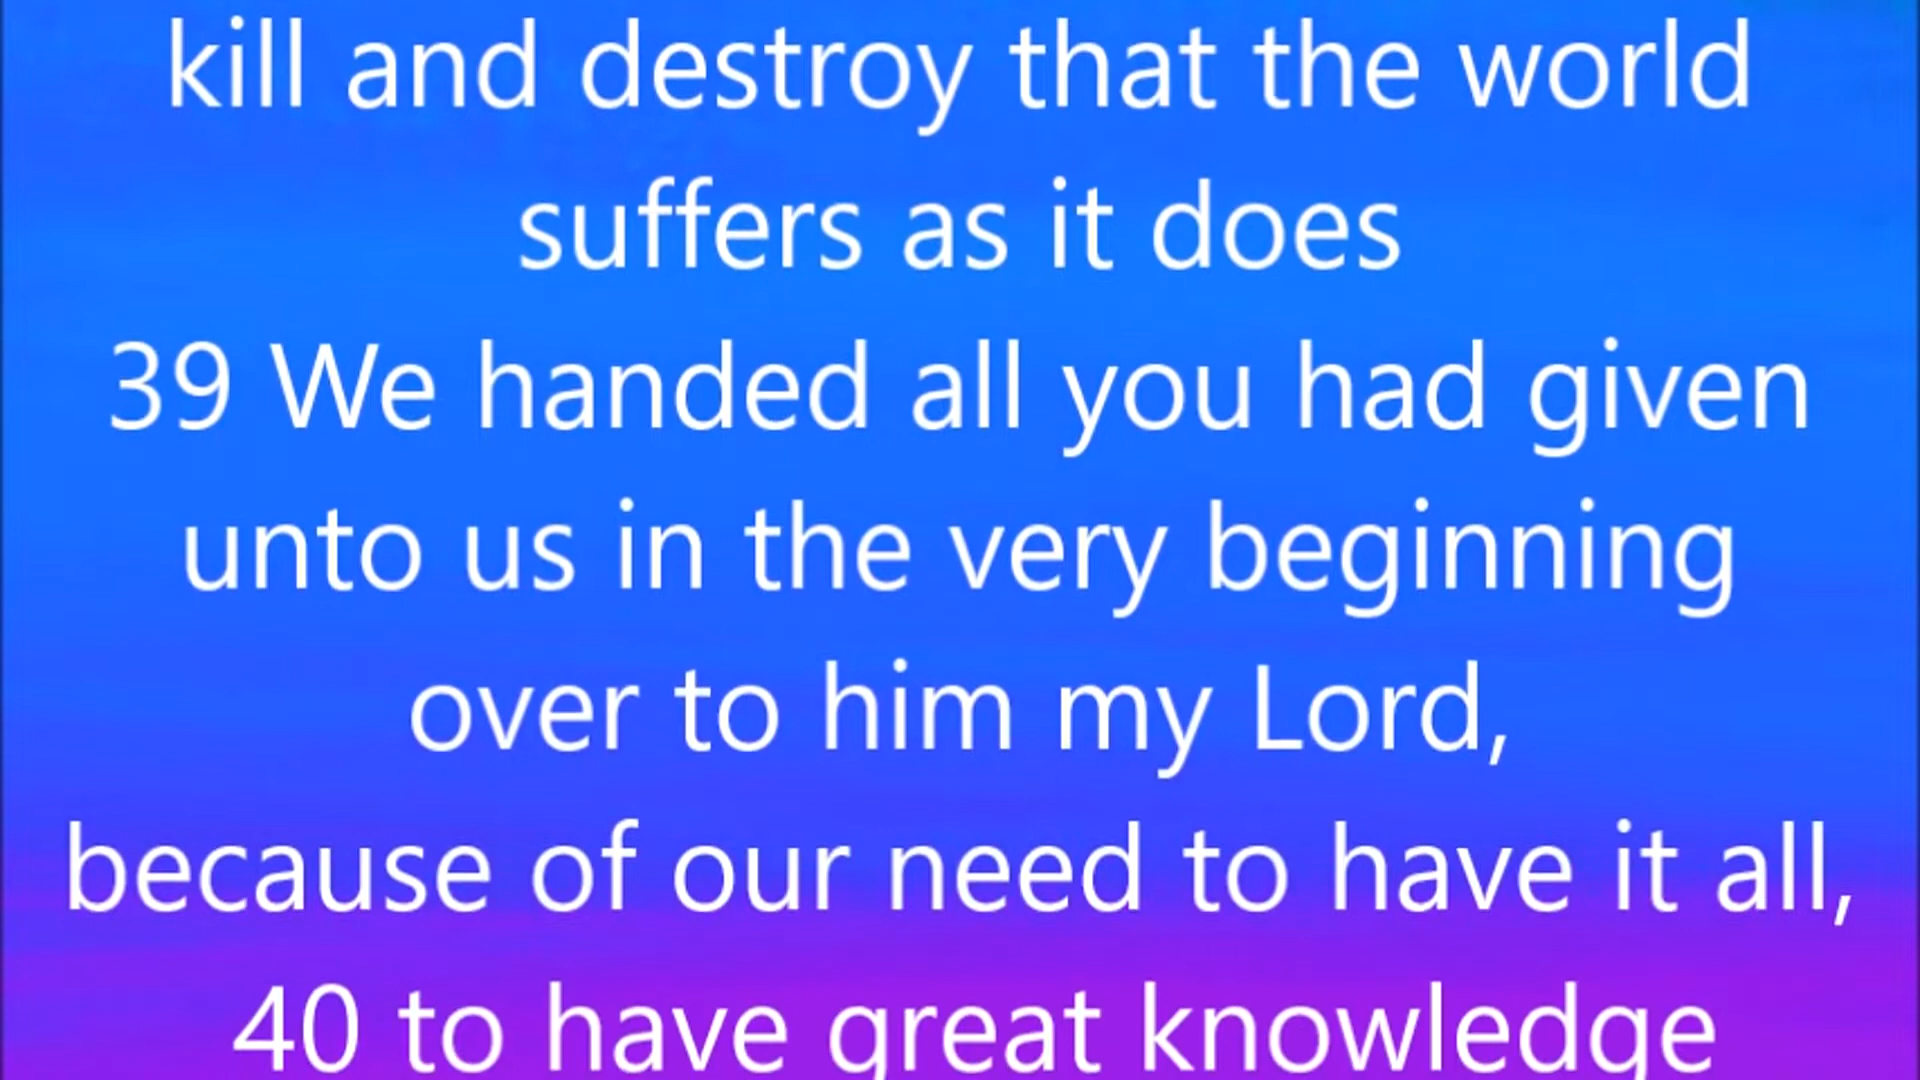 kill and destroy that the world
suffers as it does
39 We handed all you had given
unto us in the very beginning
over to him my Lord,
because of our need to have it all,
40 to have great knowledge